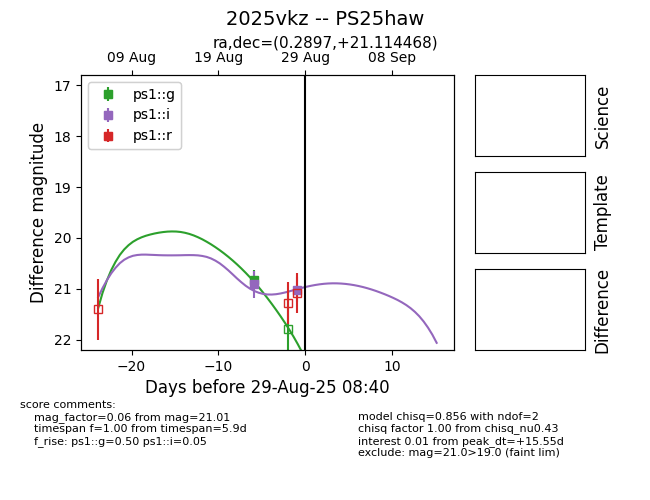 2025vkz -- PS25haw
ra,dec=(0.2897,+21.114468)
09 Aug
19 Aug
29 Aug
08 Sep
17
18
19
20
21
22
Difference magnitude
ps1::g
ps1::i
ps1::r
−20
−10
0
10
Days before 29-Aug-25 08:40
Science
Template
Difference
score comments:
mag_factor=0.06 from mag=21.01
timespan f=1.00 from timespan=5.9d
f_rise: ps1::g=0.50 ps1::i=0.05
model chisq=0.856 with ndof=2
chisq factor 1.00 from chisq_nu0.43
interest 0.01 from peak_dt=+15.55d
exclude: mag=21.0>19.0 (faint lim)